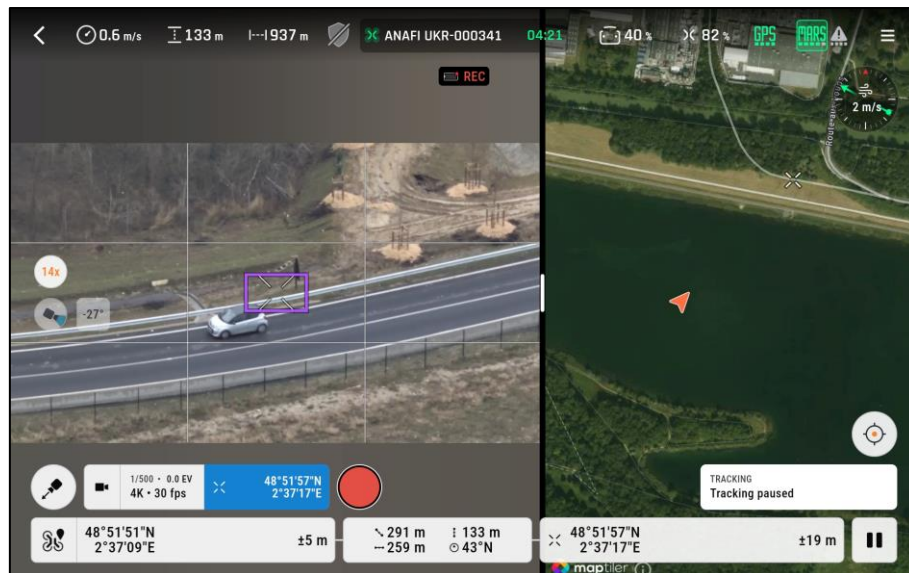 0.6 m/s
133 m
937 m
ANAFI UKR-000341
04:21
40 %
82 %
GPS
MARS
REC
2 m/s
14x
-27°
1/500 • 0.0 EV
4K • 30 fps
48°51'57"N
2°37'17"E
TRACKING
Tracking paused
48°51'51"N
2°37'09"E
±5 m
291 m
133 m
259 m
43°N
48°51'57"N
2°37'17"E
±19 m
maptiler